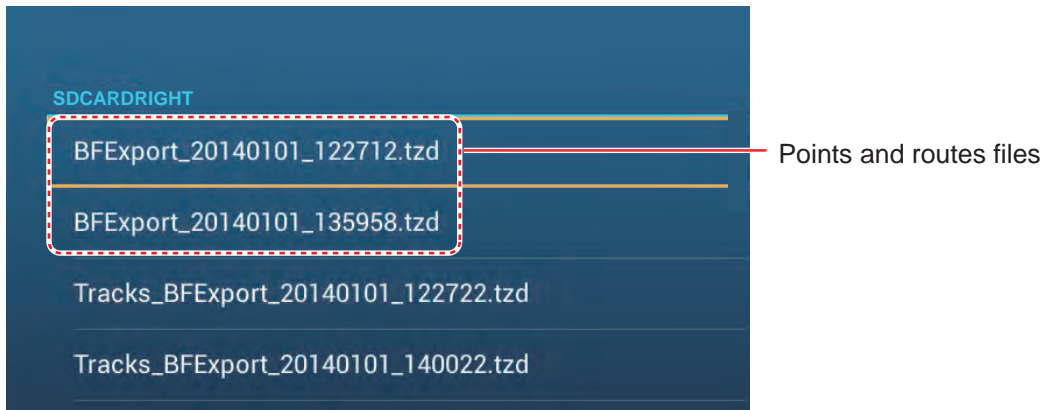 SDCARDRIGHT
BFExport_20140101_122712.tzd
Points and routes files
BFExport_20140101_135958.tzd
Tracks_BFExport_20140101_122722.tzd
Tracks_BFExport_20140101_140022.tzd